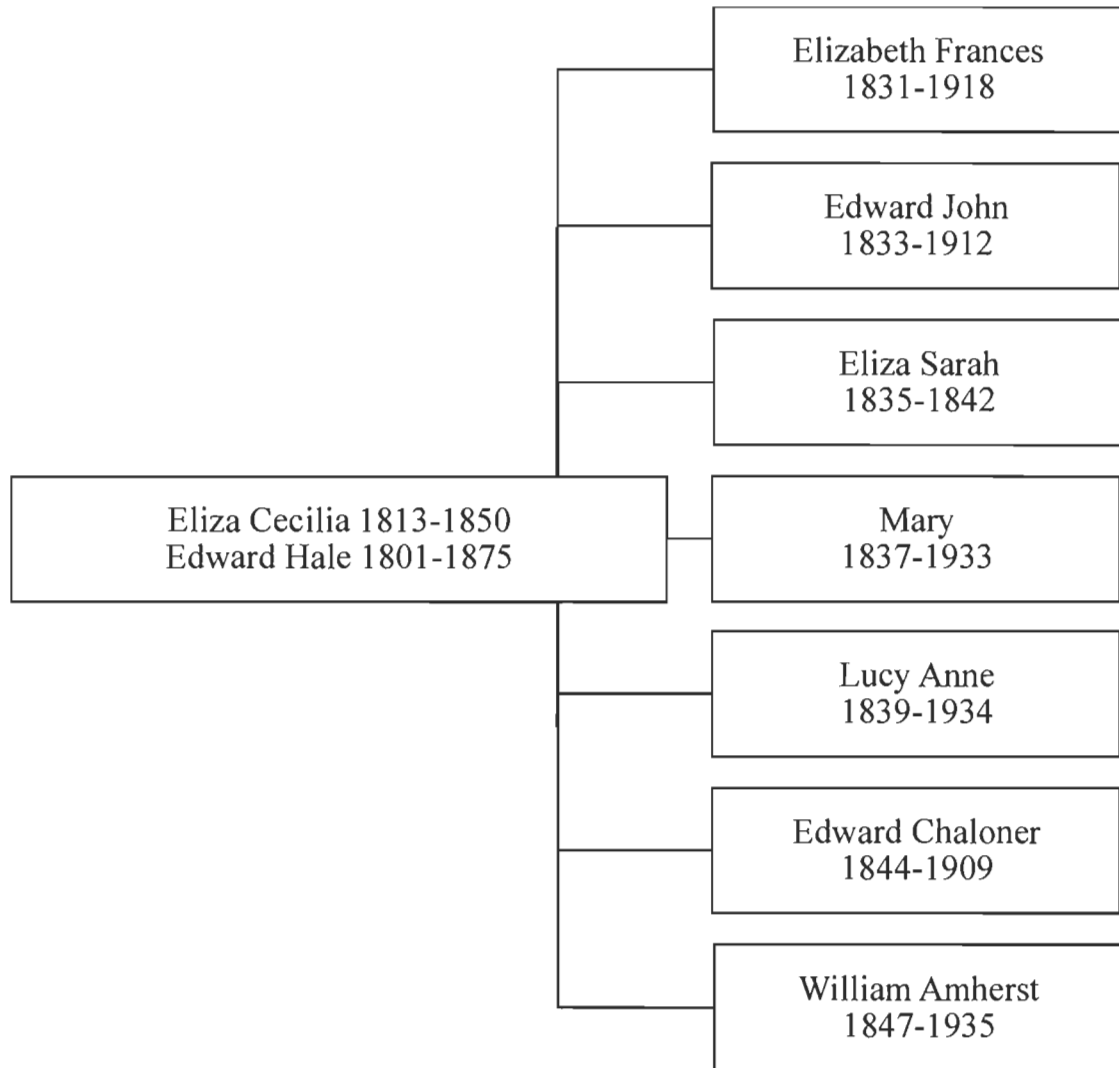 Elizabeth Frances
1831-1918
Edward John
1833-1912
Eliza Sarah
1835-1842
Eliza Cecilia 1813-1850
Edward Hale 1801-1875
Mary
1837-1933
Lucy Anne
1839-1934
Edward Chaloner
1844-1909
William Amherst
1847-1935